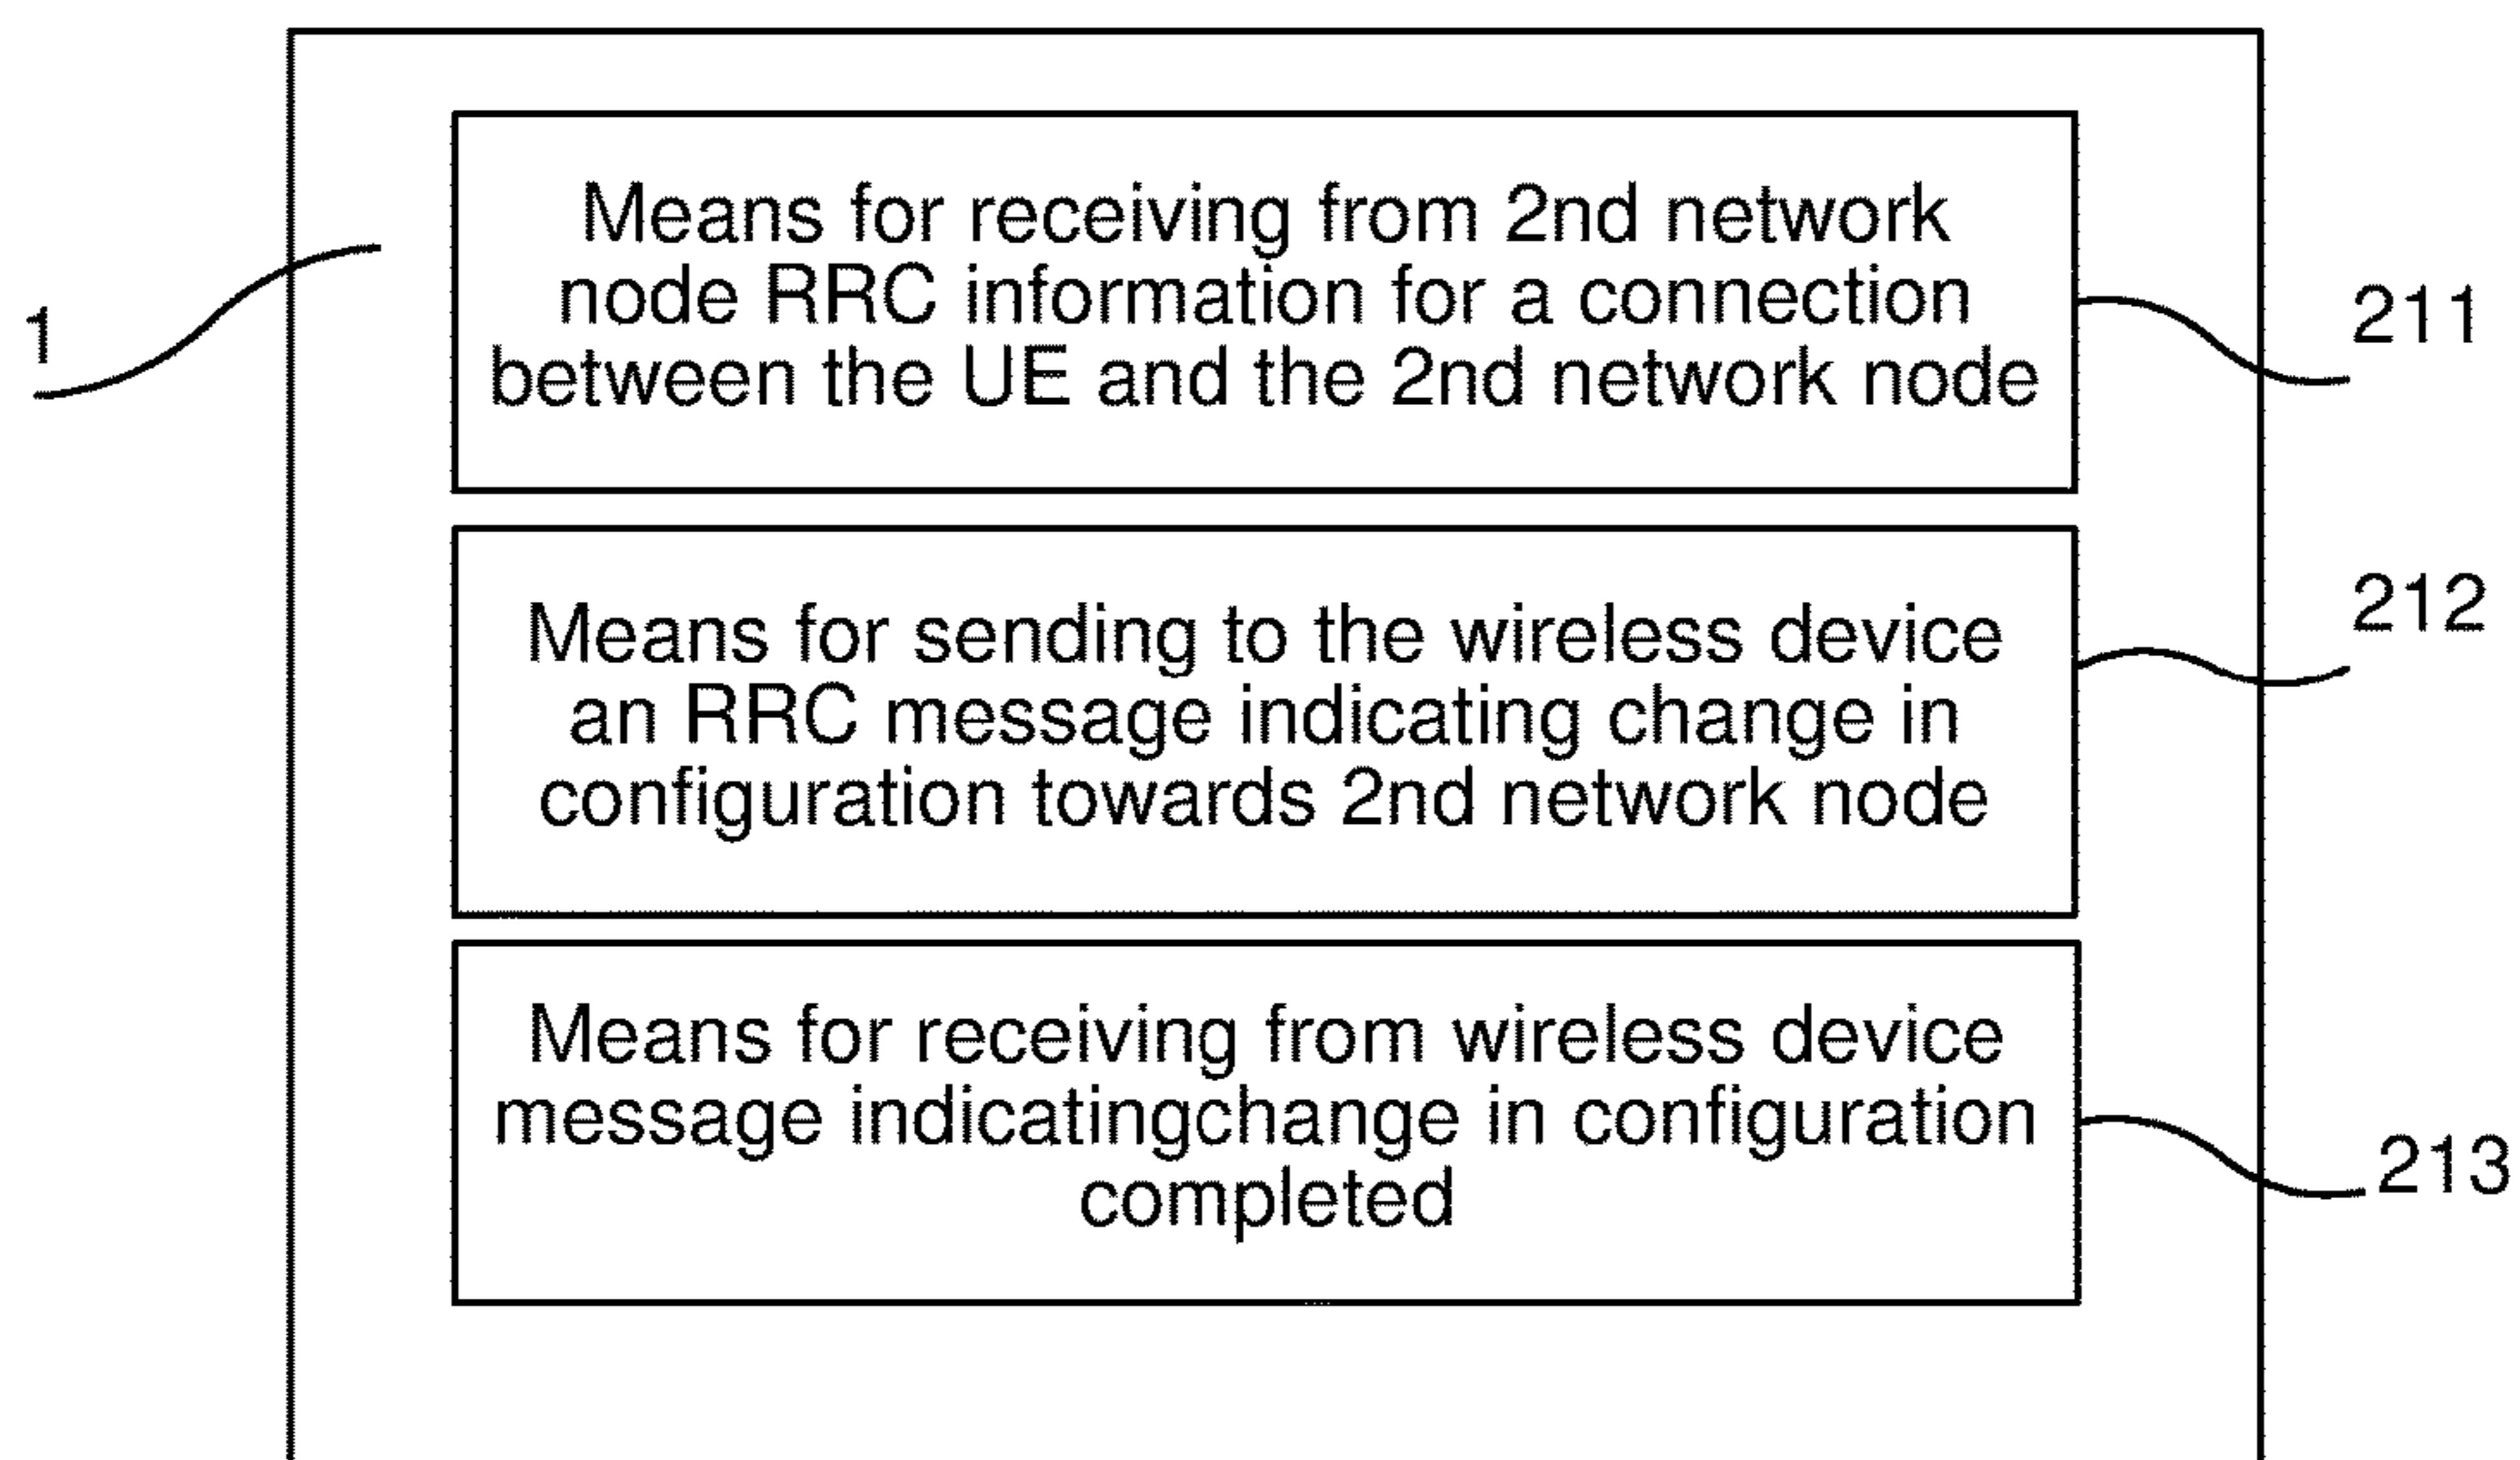 Means for receiving from 2nd network
node RRC information for a connection
between the UE and the 2nd network node
1
211
Means for sending to the wireless device
an RRC message indicating change in
configuration towards 2nd network node
212
Means for receiving from wireless device
message indicatingchange in configuration
completed
213